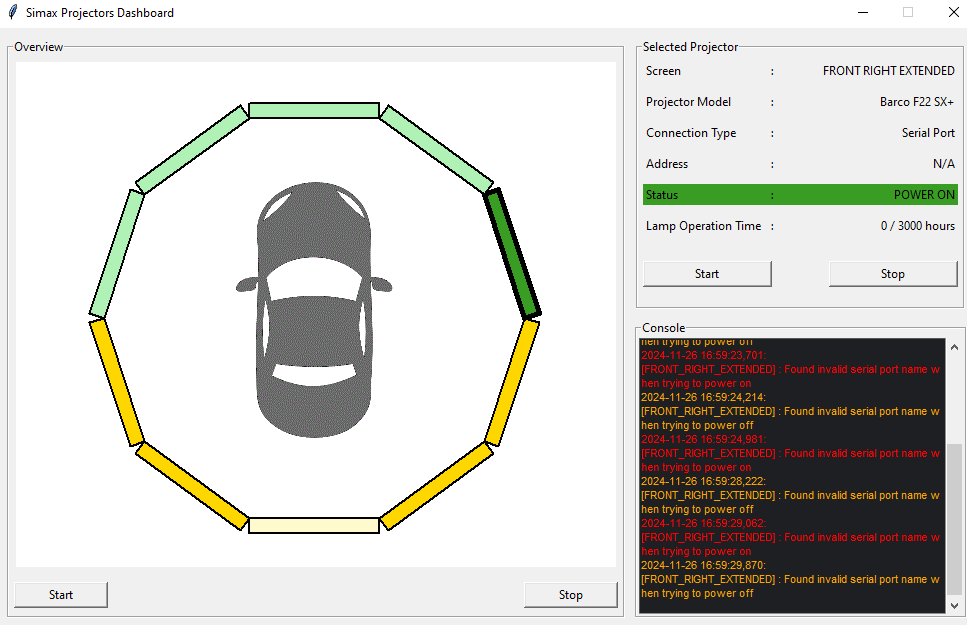 Simax Projectors Dashboard
Overview
Start
Stop
Selected Projector
Screen : FRONT RIGHT EXTENDED
Projector Model : Barco F22 SX+
Connection Type : Serial Port
Address : N/A
Status : POWER ON
Lamp Operation Time : 0 / 3000 hours
Start
Stop
Console
hen trying to power off
2024-11-26 16:59:23,701:
[FRONT_RIGHT_EXTENDED] : Found invalid serial port name w
hen trying to power on
2024-11-26 16:59:24,214:
[FRONT_RIGHT_EXTENDED] : Found invalid serial port name w
hen trying to power off
2024-11-26 16:59:24,981:
[FRONT_RIGHT_EXTENDED] : Found invalid serial port name w
hen trying to power on
2024-11-26 16:59:28,222:
[FRONT_RIGHT_EXTENDED] : Found invalid serial port name w
hen trying to power off
2024-11-26 16:59:29,062:
[FRONT_RIGHT_EXTENDED] : Found invalid serial port name w
hen trying to power on
2024-11-26 16:59:29,870:
[FRONT_RIGHT_EXTENDED] : Found invalid serial port name w
hen trying to power off